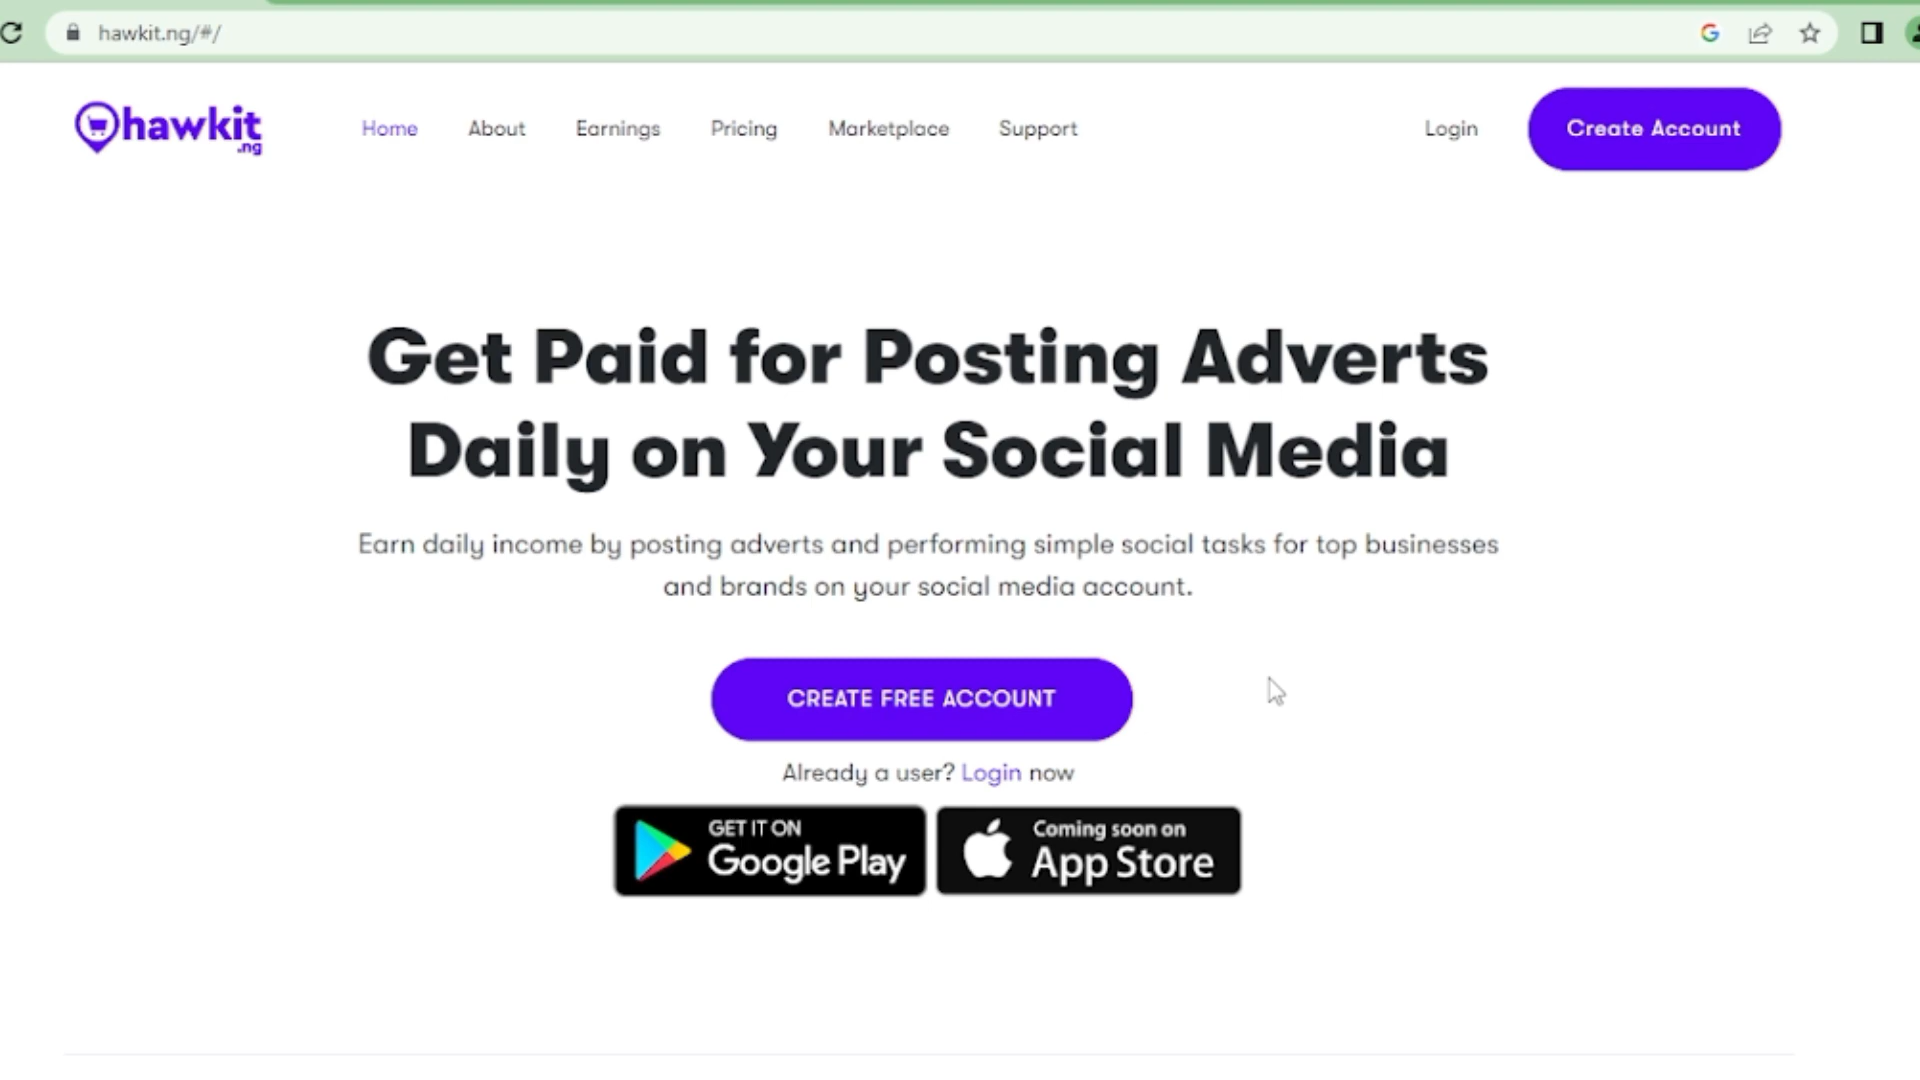 hawkit.ng/#/
hawkit
.ng
Home About Earnings Pricing Marketplace Support Login Create Account
Get Paid for Posting Adverts
Daily on Your Social Media
Earn daily income by posting adverts and performing simple social tasks for top businesses
and brands on your social media account.
CREATE FREE ACCOUNT
Already a user? Login now
GET IT ON
Google Play
Coming soon on
App Store